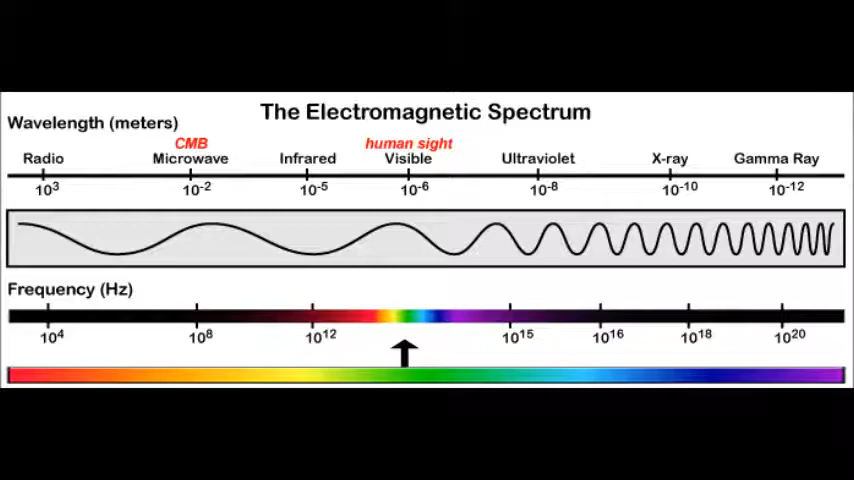 The Electromagnetic Spectrum
Wavelength (meters)
CMB human sight
Radio Microwave Infrared Visible Ultraviolet X-ray Gamma Ray
10³ 10⁻² 10⁻⁵ 10⁻⁶ 10⁻⁸ 10⁻¹⁰ 10⁻¹²
Frequency (Hz)
10⁴ 10⁸ 10¹² 10¹⁵ 10¹⁶ 10¹⁸ 10²⁰